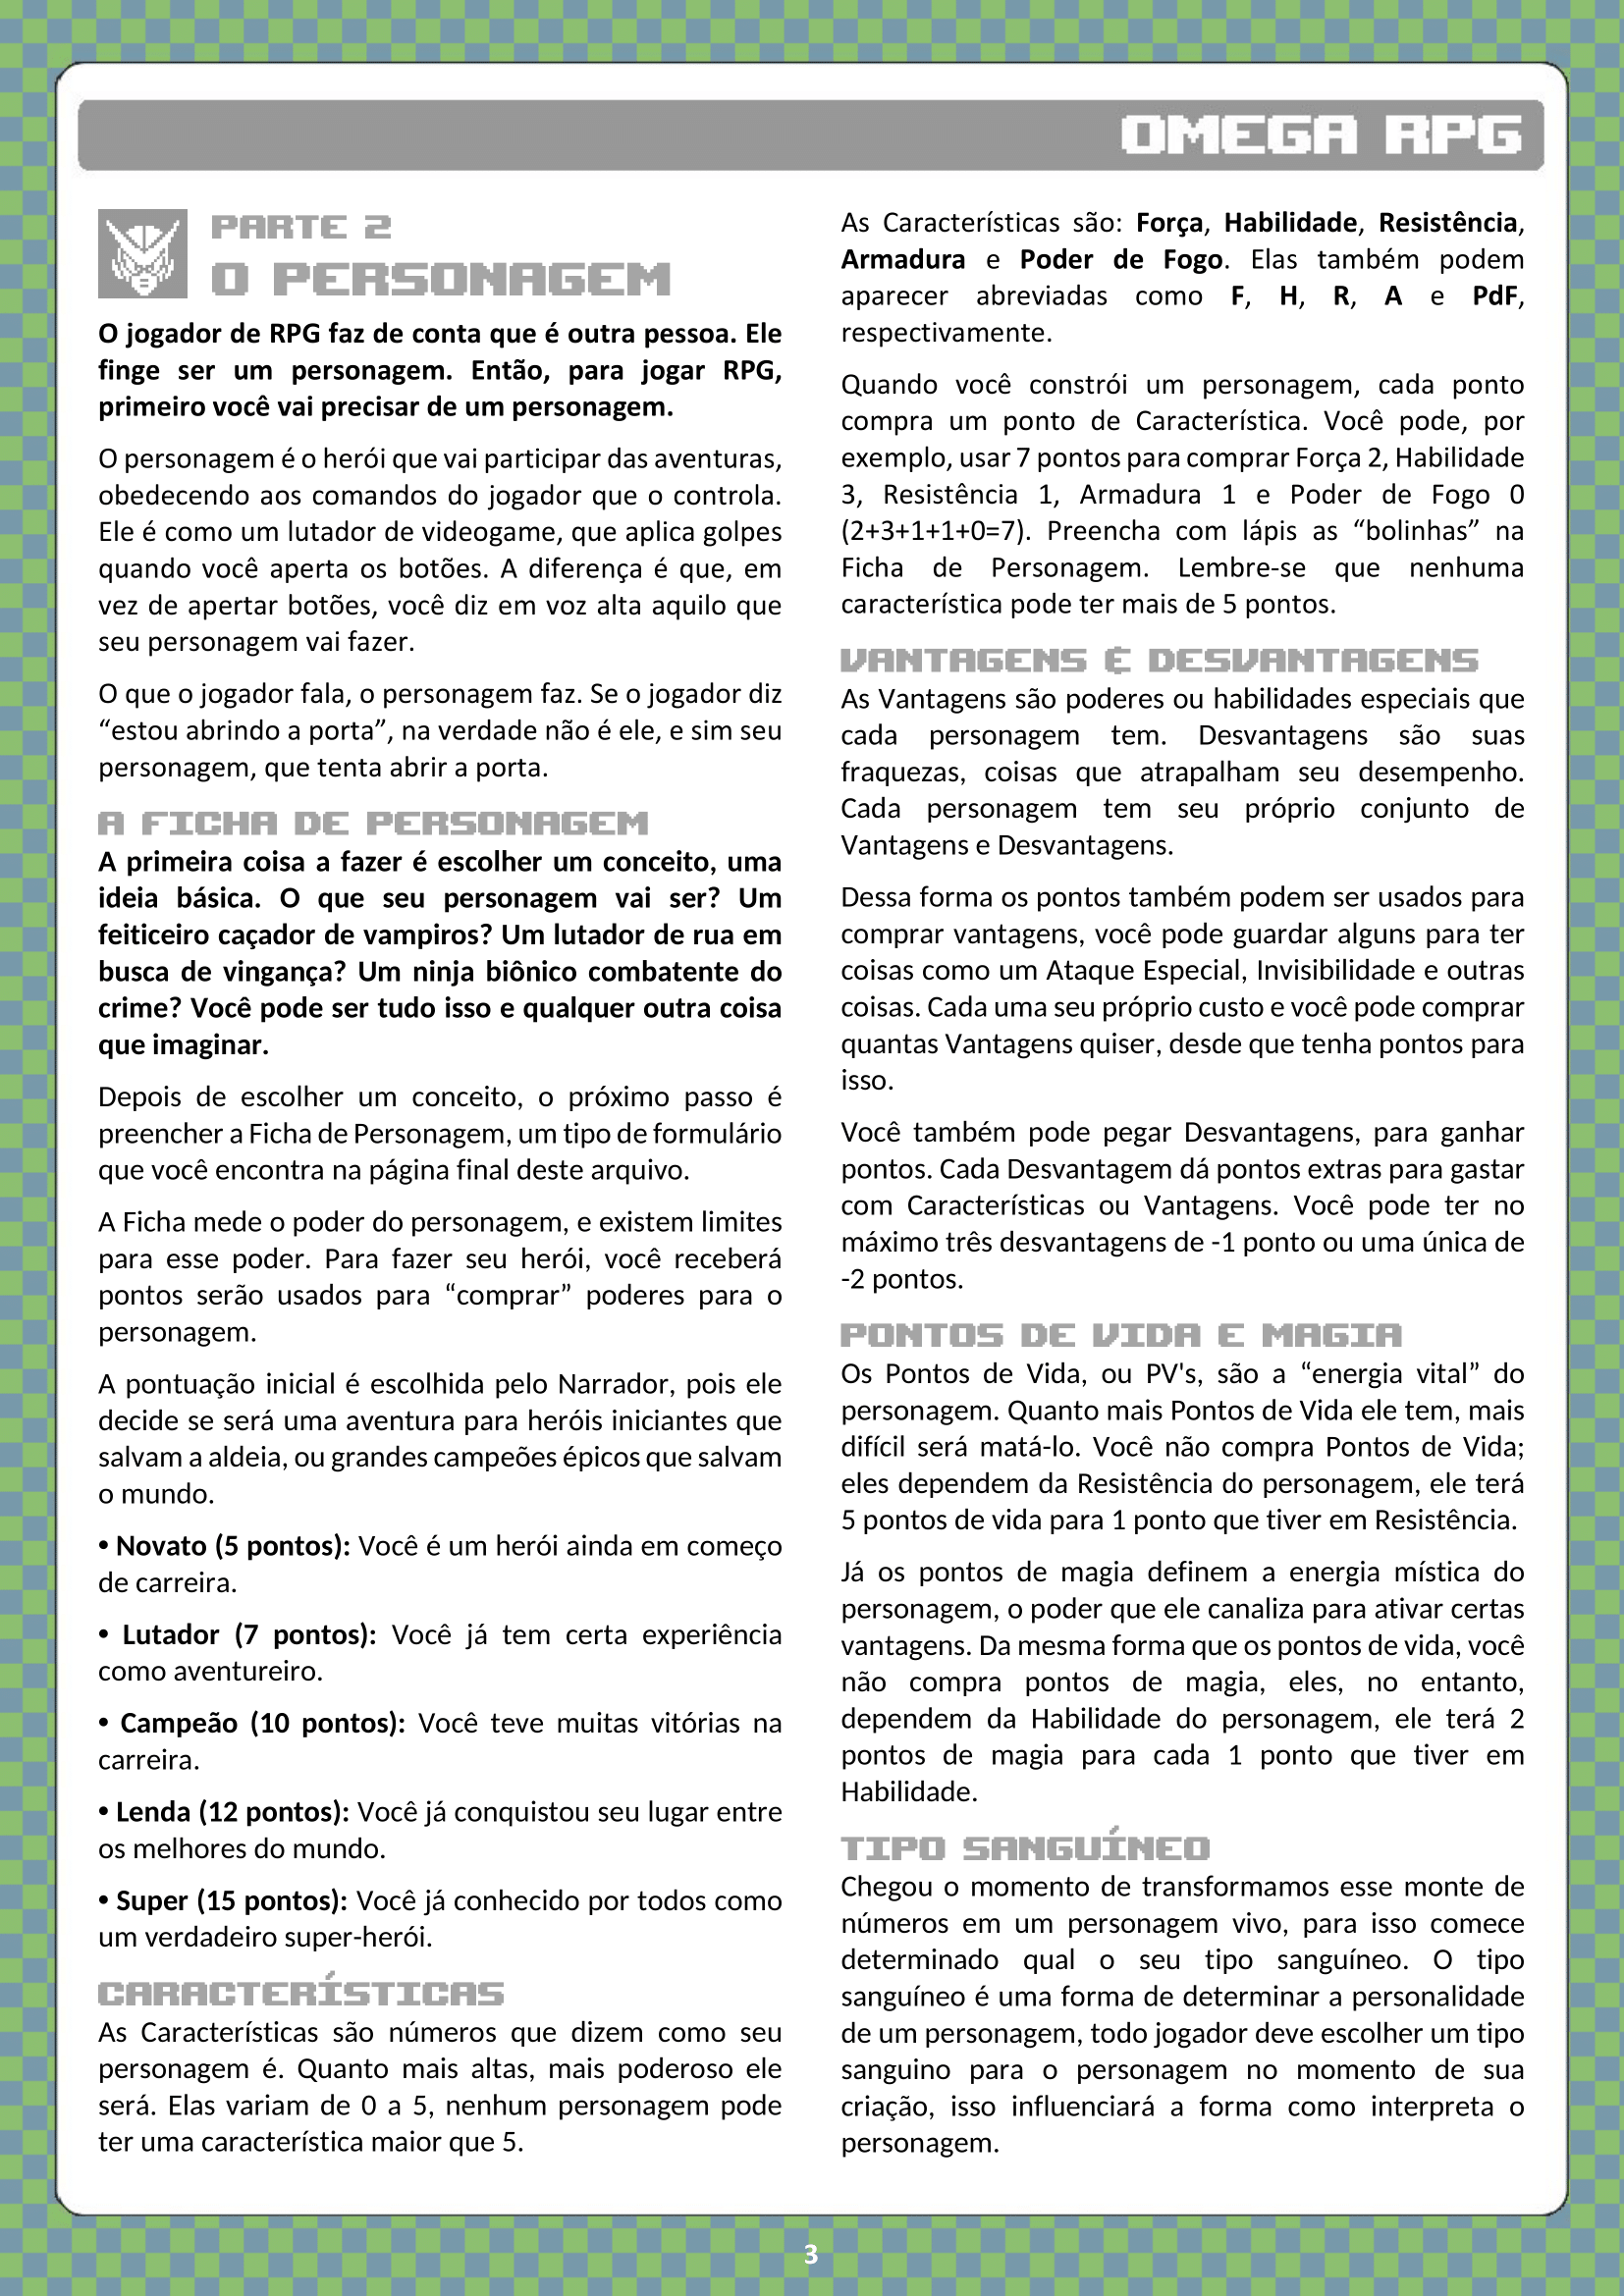 OMEGA RPG
PARTE 2
O PERSONAGEM
O jogador de RPG faz de conta que é outra pessoa. Ele
finge ser um personagem. Então, para jogar RPG,
primeiro você vai precisar de um personagem.
O personagem é o herói que vai participar das aventuras,
obedecendo aos comandos do jogador que o controla.
Ele é como um lutador de videogame, que aplica golpes
quando você aperta os botões. A diferença é que, em
vez de apertar botões, você diz em voz alta aquilo que
seu personagem vai fazer.
O que o jogador fala, o personagem faz. Se o jogador diz
“estou abrindo a porta”, na verdade não é ele, e sim seu
personagem, que tenta abrir a porta.
A FICHA DE PERSONAGEM
A primeira coisa a fazer é escolher um conceito, uma
ideia básica. O que seu personagem vai ser? Um
feiticeiro caçador de vampiros? Um lutador de rua em
busca de vingança? Um ninja biônico combatente do
crime? Você pode ser tudo isso e qualquer outra coisa
que imaginar.
Depois de escolher um conceito, o próximo passo é
preencher a Ficha de Personagem, um tipo de formulário
que você encontra na página final deste arquivo.
A Ficha mede o poder do personagem, e existem limites
para esse poder. Para fazer seu herói, você receberá
pontos serão usados para “comprar” poderes para o
personagem.
A pontuação inicial é escolhida pelo Narrador, pois ele
decide se será uma aventura para heróis iniciantes que
salvam a aldeia, ou grandes campeões épicos que salvam
o mundo.
• Novato (5 pontos): Você é um herói ainda em começo
de carreira.
• Lutador (7 pontos): Você já tem certa experiência
como aventureiro.
• Campeão (10 pontos): Você teve muitas vitórias na
carreira.
• Lenda (12 pontos): Você já conquistou seu lugar entre
os melhores do mundo.
• Super (15 pontos): Você já conhecido por todos como
um verdadeiro super-herói.
CARACTERÍSTICAS
As Características são números que dizem como seu
personagem é. Quanto mais altas, mais poderoso ele
será. Elas variam de 0 a 5, nenhum personagem pode
ter uma característica maior que 5.
As Características são: Força, Habilidade, Resistência,
Armadura e Poder de Fogo. Elas também podem
aparecer abreviadas como F, H, R, A e PdF,
respectivamente.
Quando você constrói um personagem, cada ponto
compra um ponto de Característica. Você pode, por
exemplo, usar 7 pontos para comprar Força 2, Habilidade
3, Resistência 1, Armadura 1 e Poder de Fogo 0
(2+3+1+1+0=7). Preencha com lápis as “bolinhas” na
Ficha de Personagem. Lembre-se que nenhuma
característica pode ter mais de 5 pontos.
VANTAGENS & DESVANTAGENS
As Vantagens são poderes ou habilidades especiais que
cada personagem tem. Desvantagens são suas
fraquezas, coisas que atrapalham seu desempenho.
Cada personagem tem seu próprio conjunto de
Vantagens e Desvantagens.
Dessa forma os pontos também podem ser usados para
comprar vantagens, você pode guardar alguns para ter
coisas como um Ataque Especial, Invisibilidade e outras
coisas. Cada uma seu próprio custo e você pode comprar
quantas Vantagens quiser, desde que tenha pontos para
isso.
Você também pode pegar Desvantagens, para ganhar
pontos. Cada Desvantagem dá pontos extras para gastar
com Características ou Vantagens. Você pode ter no
máximo três desvantagens de -1 ponto ou uma única de
-2 pontos.
PONTOS DE VIDA E MAGIA
Os Pontos de Vida, ou PV's, são a “energia vital” do
personagem. Quanto mais Pontos de Vida ele tem, mais
difícil será matá-lo. Você não compra Pontos de Vida;
eles dependem da Resistência do personagem, ele terá
5 pontos de vida para 1 ponto que tiver em Resistência.
Já os pontos de magia definem a energia mística do
personagem, o poder que ele canaliza para ativar certas
vantagens. Da mesma forma que os pontos de vida, você
não compra pontos de magia, eles, no entanto,
dependem da Habilidade do personagem, ele terá 2
pontos de magia para cada 1 ponto que tiver em
Habilidade.
TIPO SANGUÍNEO
Chegou o momento de transformamos esse monte de
números em um personagem vivo, para isso comece
determinado qual o seu tipo sanguíneo. O tipo
sanguíneo é uma forma de determinar a personalidade
de um personagem, todo jogador deve escolher um tipo
sanguino para o personagem no momento de sua
criação, isso influenciará a forma como interpreta o
personagem.
3